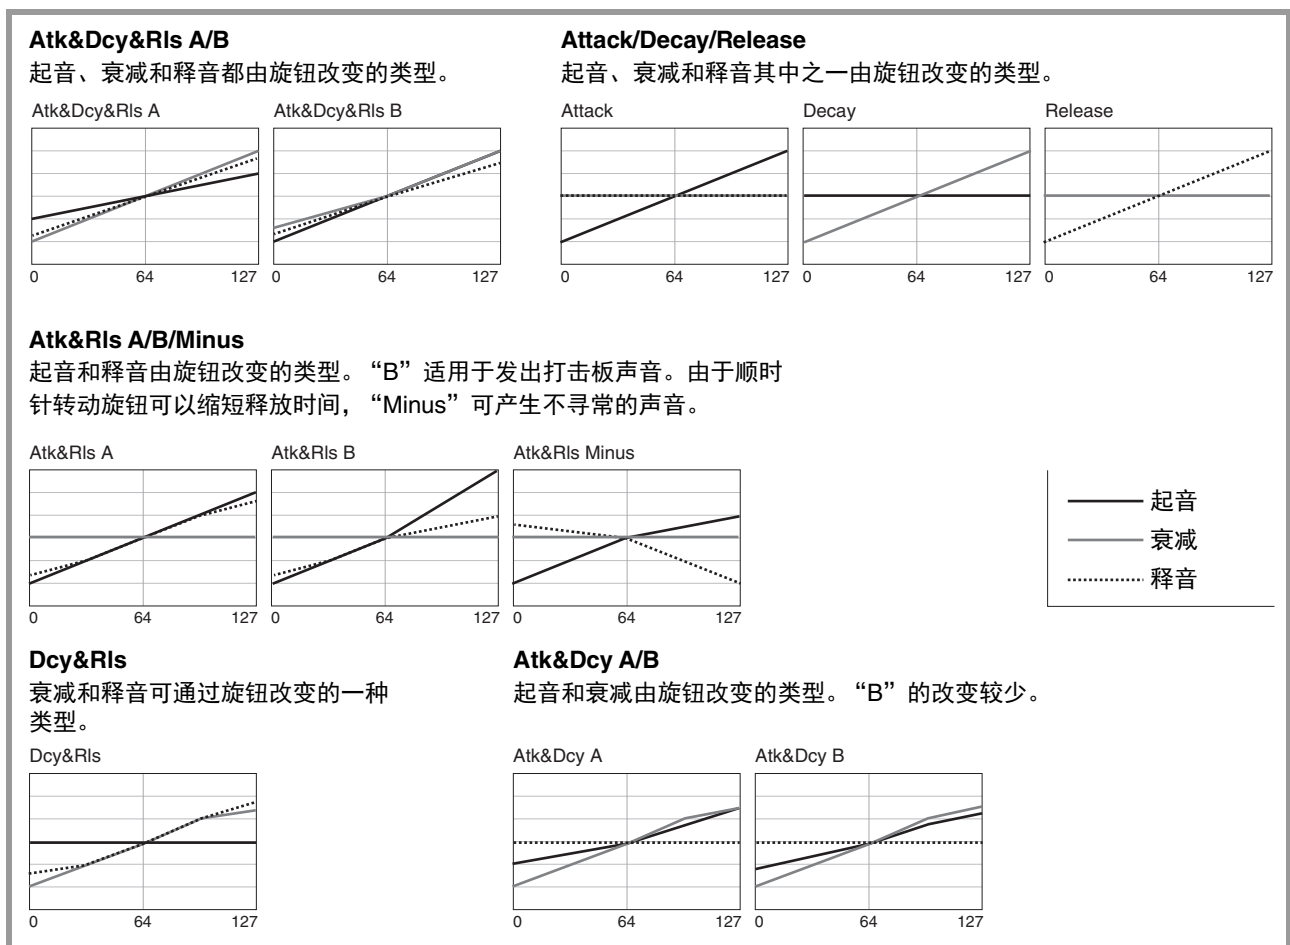 Atk&Dcy&Rls A/B
起音、衰减和释音都由旋钮改变的类型。
Atk&Dcy&Rls A
Atk&Dcy&Rls B
0 64 127
0 64 127
Attack/Decay/Release
起音、衰减和释音其中之一由旋钮改变的类型。
Attack
Decay
Release
0 64 127
0 64 127
0 64 127
Atk&Rls A/B/Minus
起音和释音由旋钮改变的类型。“B”适用于发出打击板声音。由于顺时
针转动旋钮可以缩短释放时间，“Minus”可产生不寻常的声音。
Atk&Rls A
Atk&Rls B
Atk&Rls Minus
0 64 127
0 64 127
0 64 127
起音
衰减
释音
Dcy&Rls
衰减和释音可通过旋钮改变的一种
类型。
Dcy&Rls
0 64 127
Atk&Dcy A/B
起音和衰减由旋钮改变的类型。“B”的改变较少。
Atk&Dcy A
Atk&Dcy B
0 64 127
0 64 127